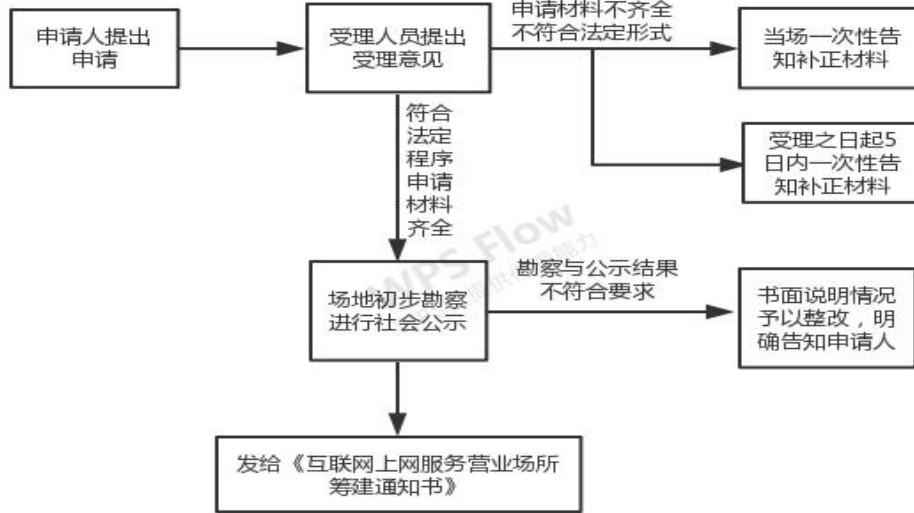 申请人提出
申请
受理人员提出
受理意见
申请材料不齐全
不符合法定形式
当场一次性告
知补正材料
受理之日起5
日内一次性告
知补正材料
符合
法定
程序
申请
材料
齐全
WPS Flow
场地初步勘察
进行社会公示
勘察与公示结果
不符合要求
书面说明情况
予以整改，明
确告知申请人
发给《互联网上网服务营业场所
筹建通知书》